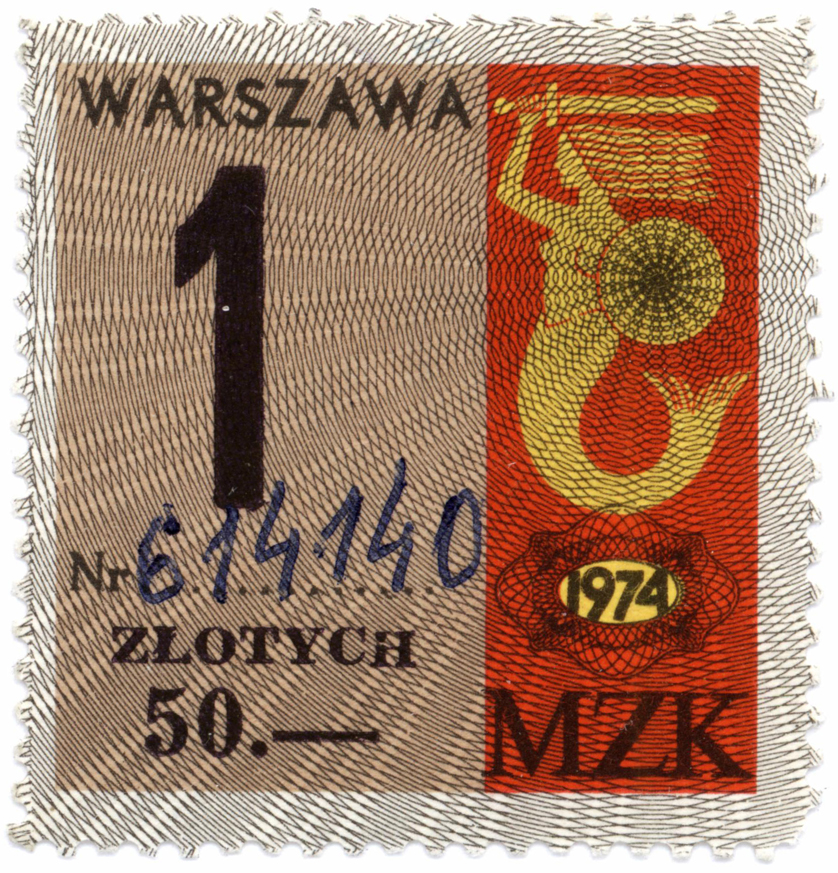 WARSZAWA
1
Nr 614140
ZŁOTYCH
50.—
1974
MZK